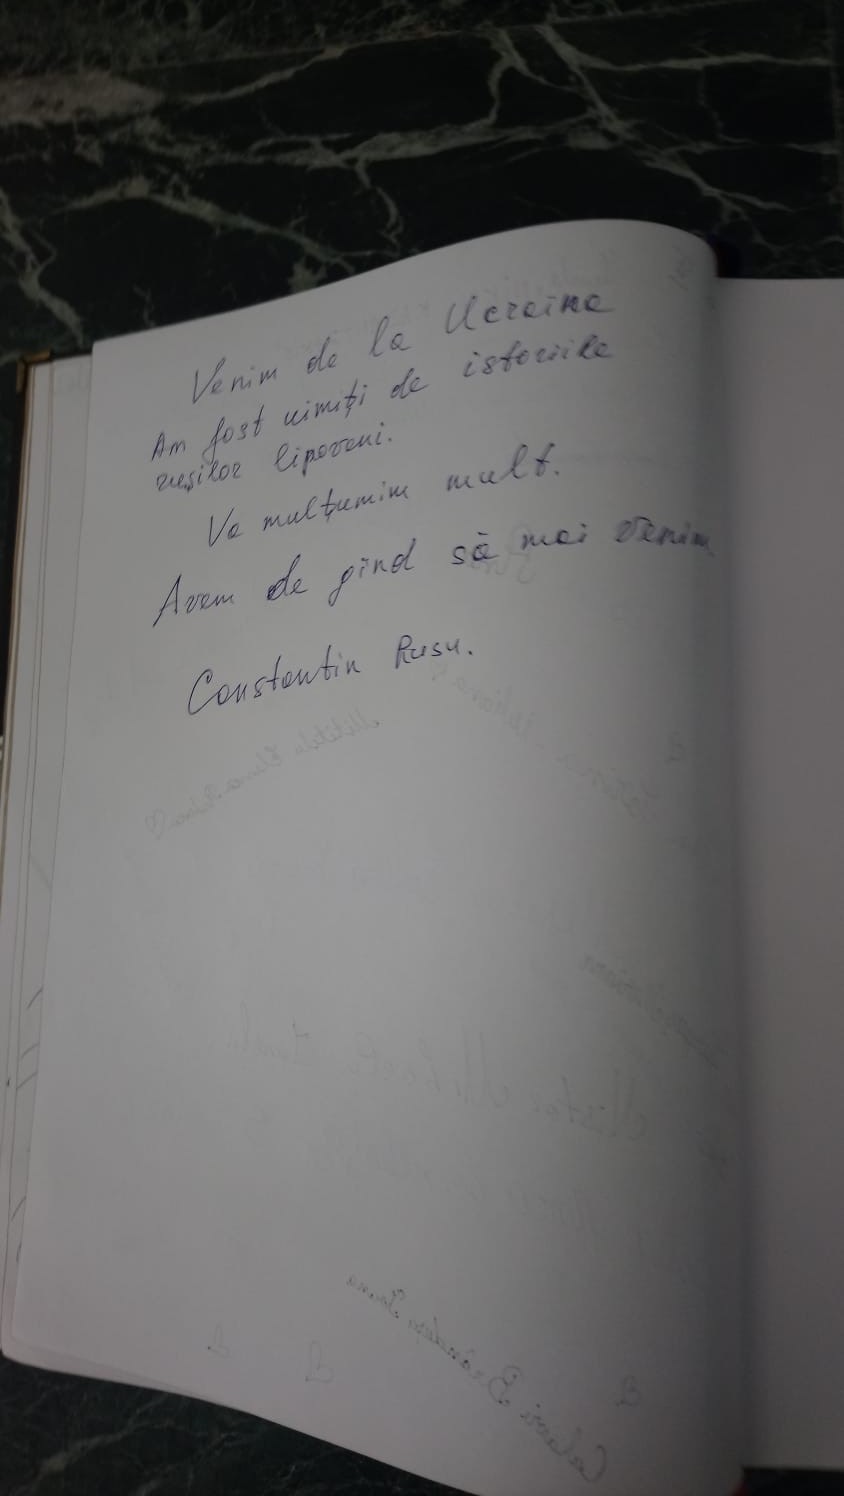 Venim de la Ucraina
Am fost uimiți de istoriile
rușilor lipoveni.
Va mulțumim mult.
Avem de gînd să mai venim
Constantin Rusu.